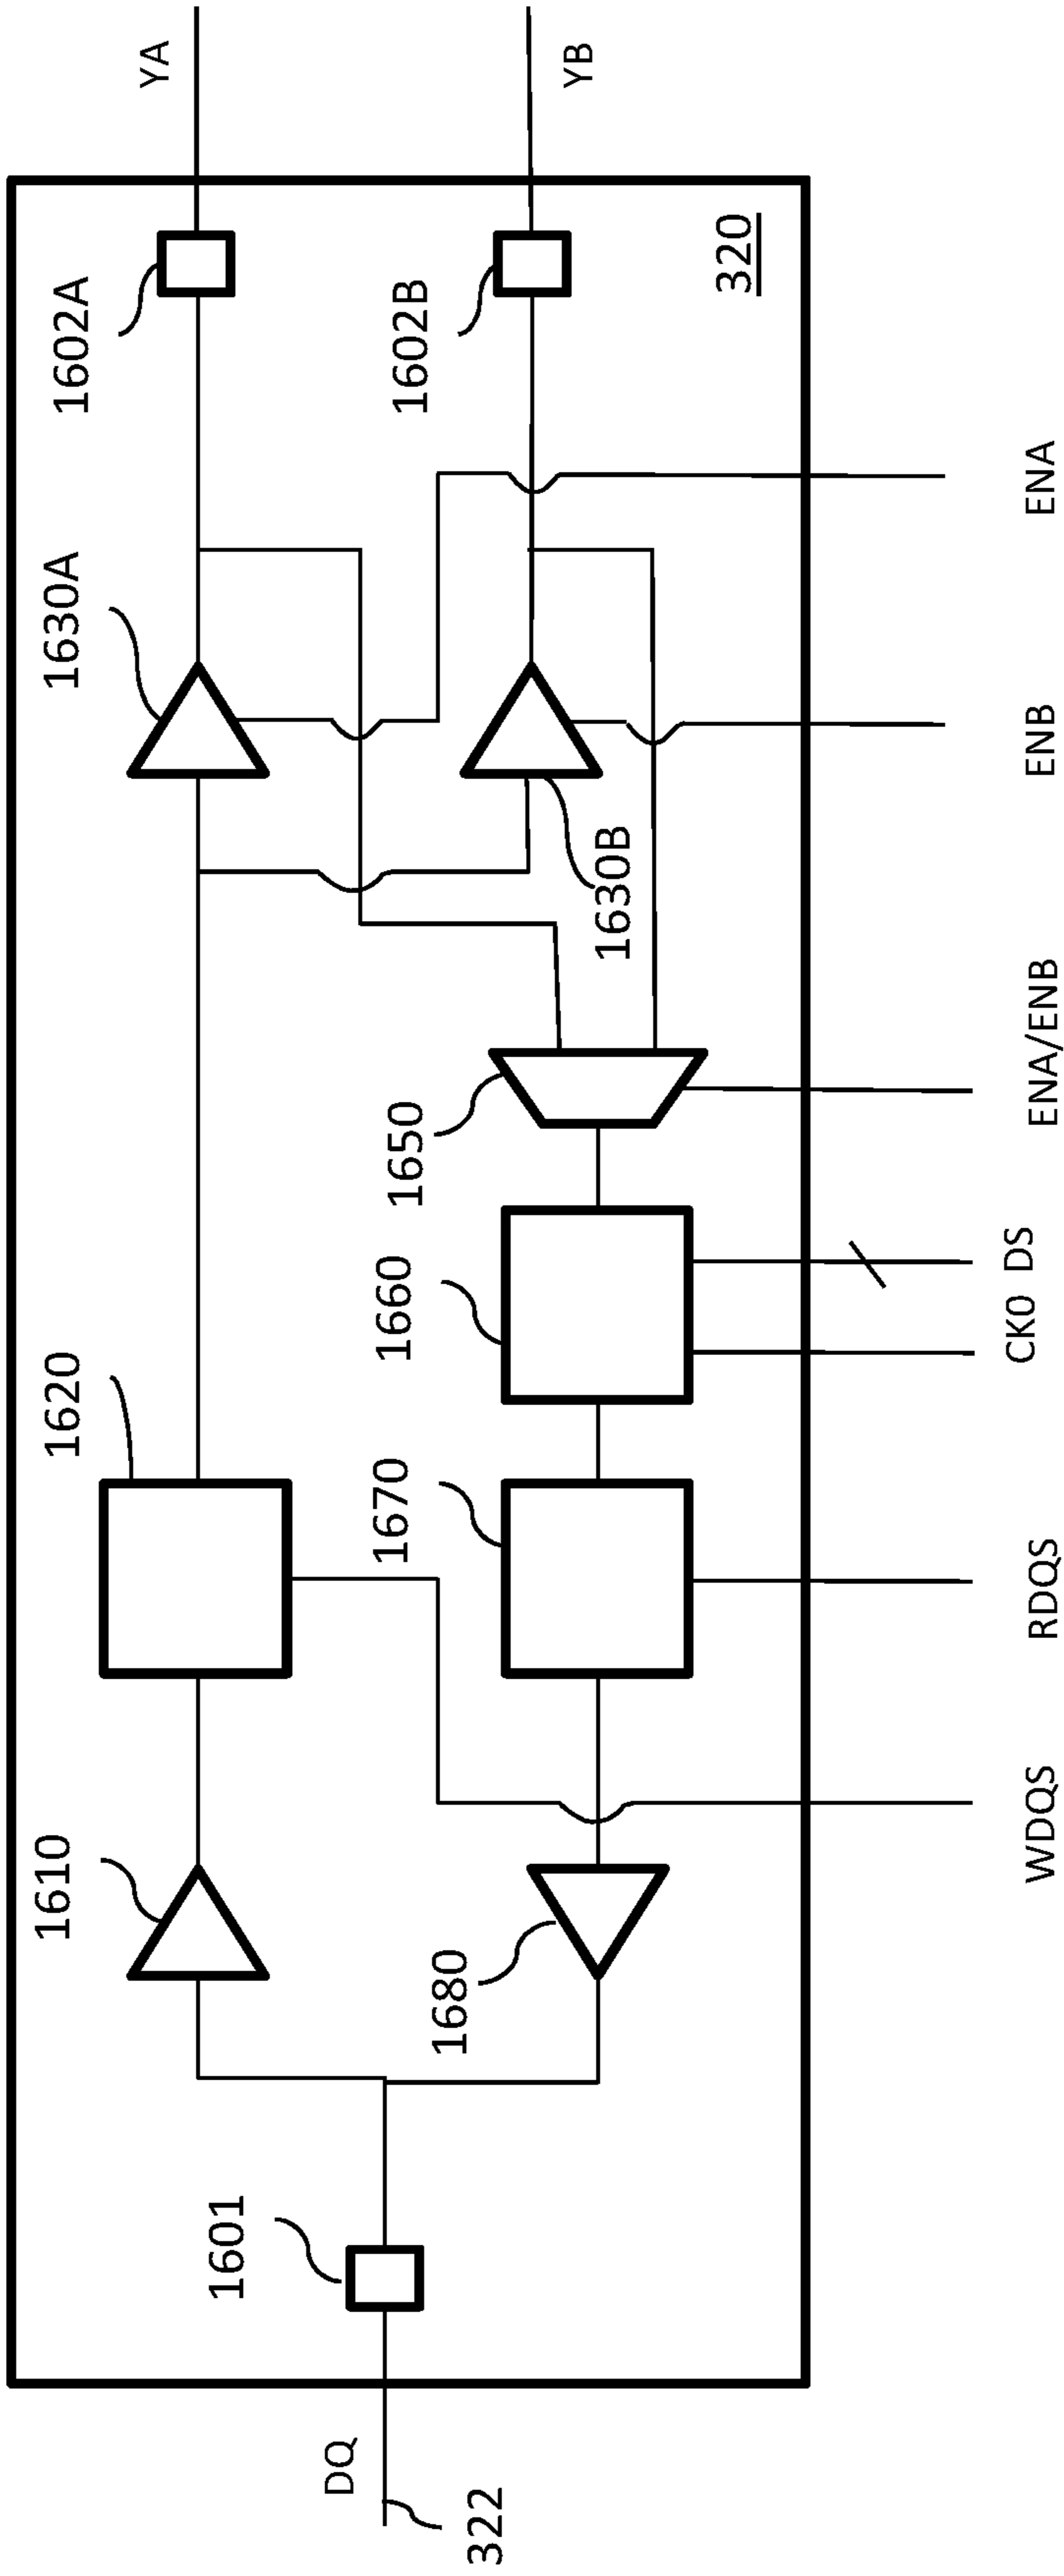 YA
1602A
1630A
1620
1610
YB
1602B
320
1630B
1650
1660
1670
1680
1601
DQ
322
WDQS
RDQS
CK0
DS
ENA/ENB
ENB
ENA